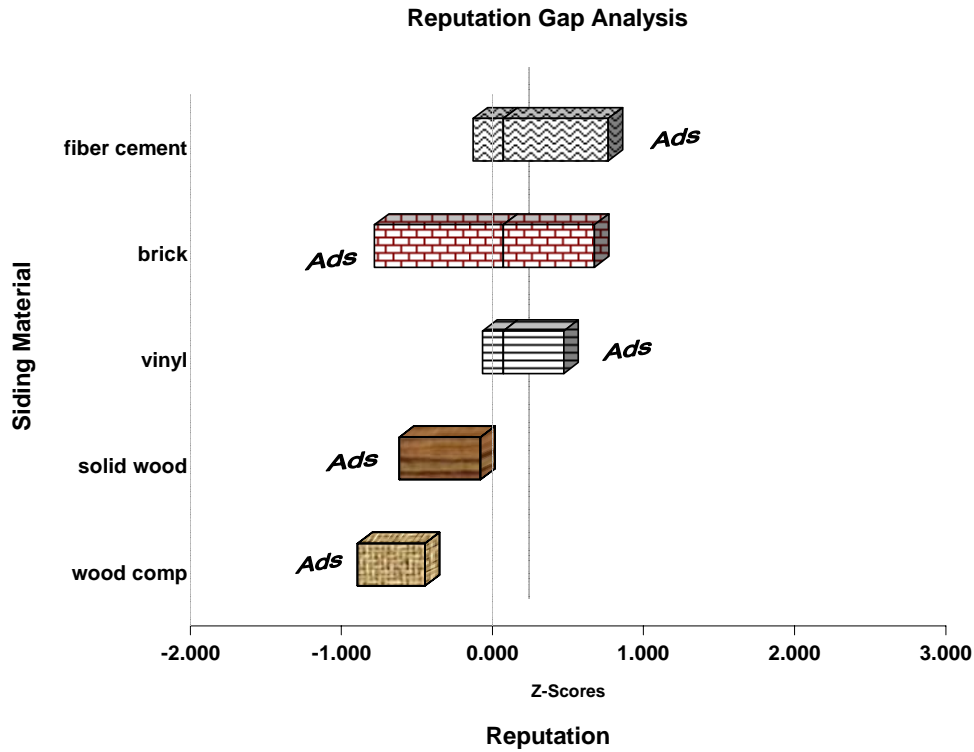 Reputation Gap Analysis
fiber cement
Ads
brick
Ads
vinyl
Ads
solid wood
Ads
wood comp
Ads
Siding Material
-2.000 -1.000 0.000 1.000 2.000 3.000
Z-Scores
Reputation